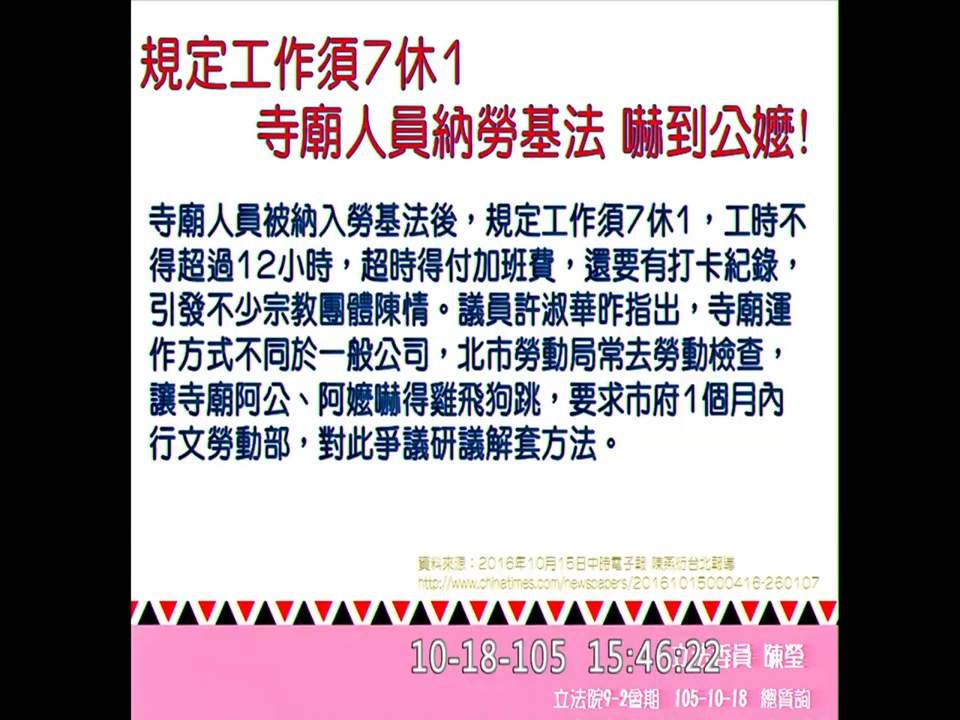 規定工作須7休1
寺廟人員納勞基法 嚇到公嬤!
寺廟人員被納入勞基法後，規定工作須7休1，工時不
得超過12小時，超時得付加班費，還要有打卡紀錄，
引發不少宗教團體陳情。議員許淑華昨指出，寺廟運
作方式不同於一般公司，北市勞動局常去勞動檢查，
讓寺廟阿公、阿嬤嚇得雞飛狗跳，要求市府1個月內
行文勞動部，對此爭議研議解套方法。
資料來源：2016年10月15日中時電子報 陳燕珩台北報導
http://www.chinatimes.com/newspapers/20161015000416-260107
10-18-105 15:46:22
立法委員 陳瑩
立法院9-2會期 105-10-18 總質詢